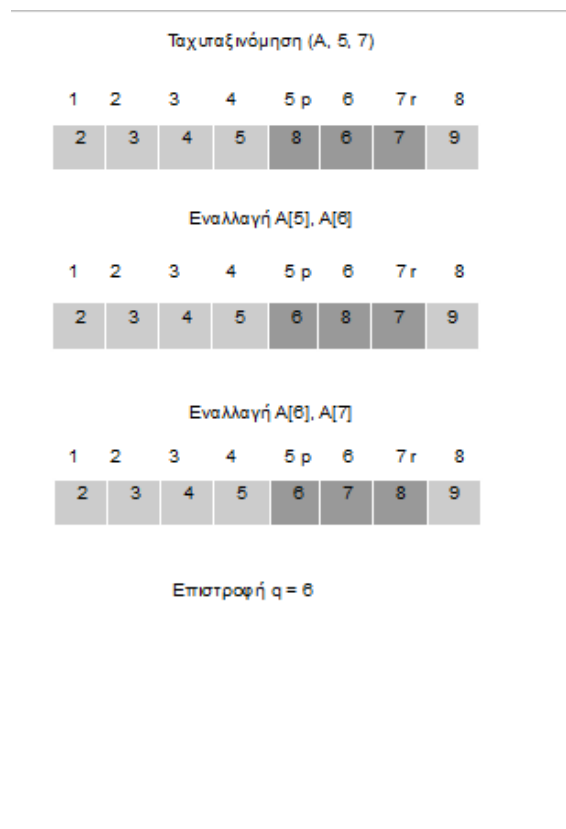 Ταχυταξινόμηση (Α, 5, 7)
1 2 3 4 5 p 6 7 r 8
2 3 4 5 8 6 7 9
Εναλλαγή Α[5], Α[6]
1 2 3 4 5 p 6 7 r 8
2 3 4 5 6 8 7 9
Εναλλαγή Α[6], Α[7]
1 2 3 4 5 p 6 7 r 8
2 3 4 5 6 7 8 9
Επιστροφή q = 6